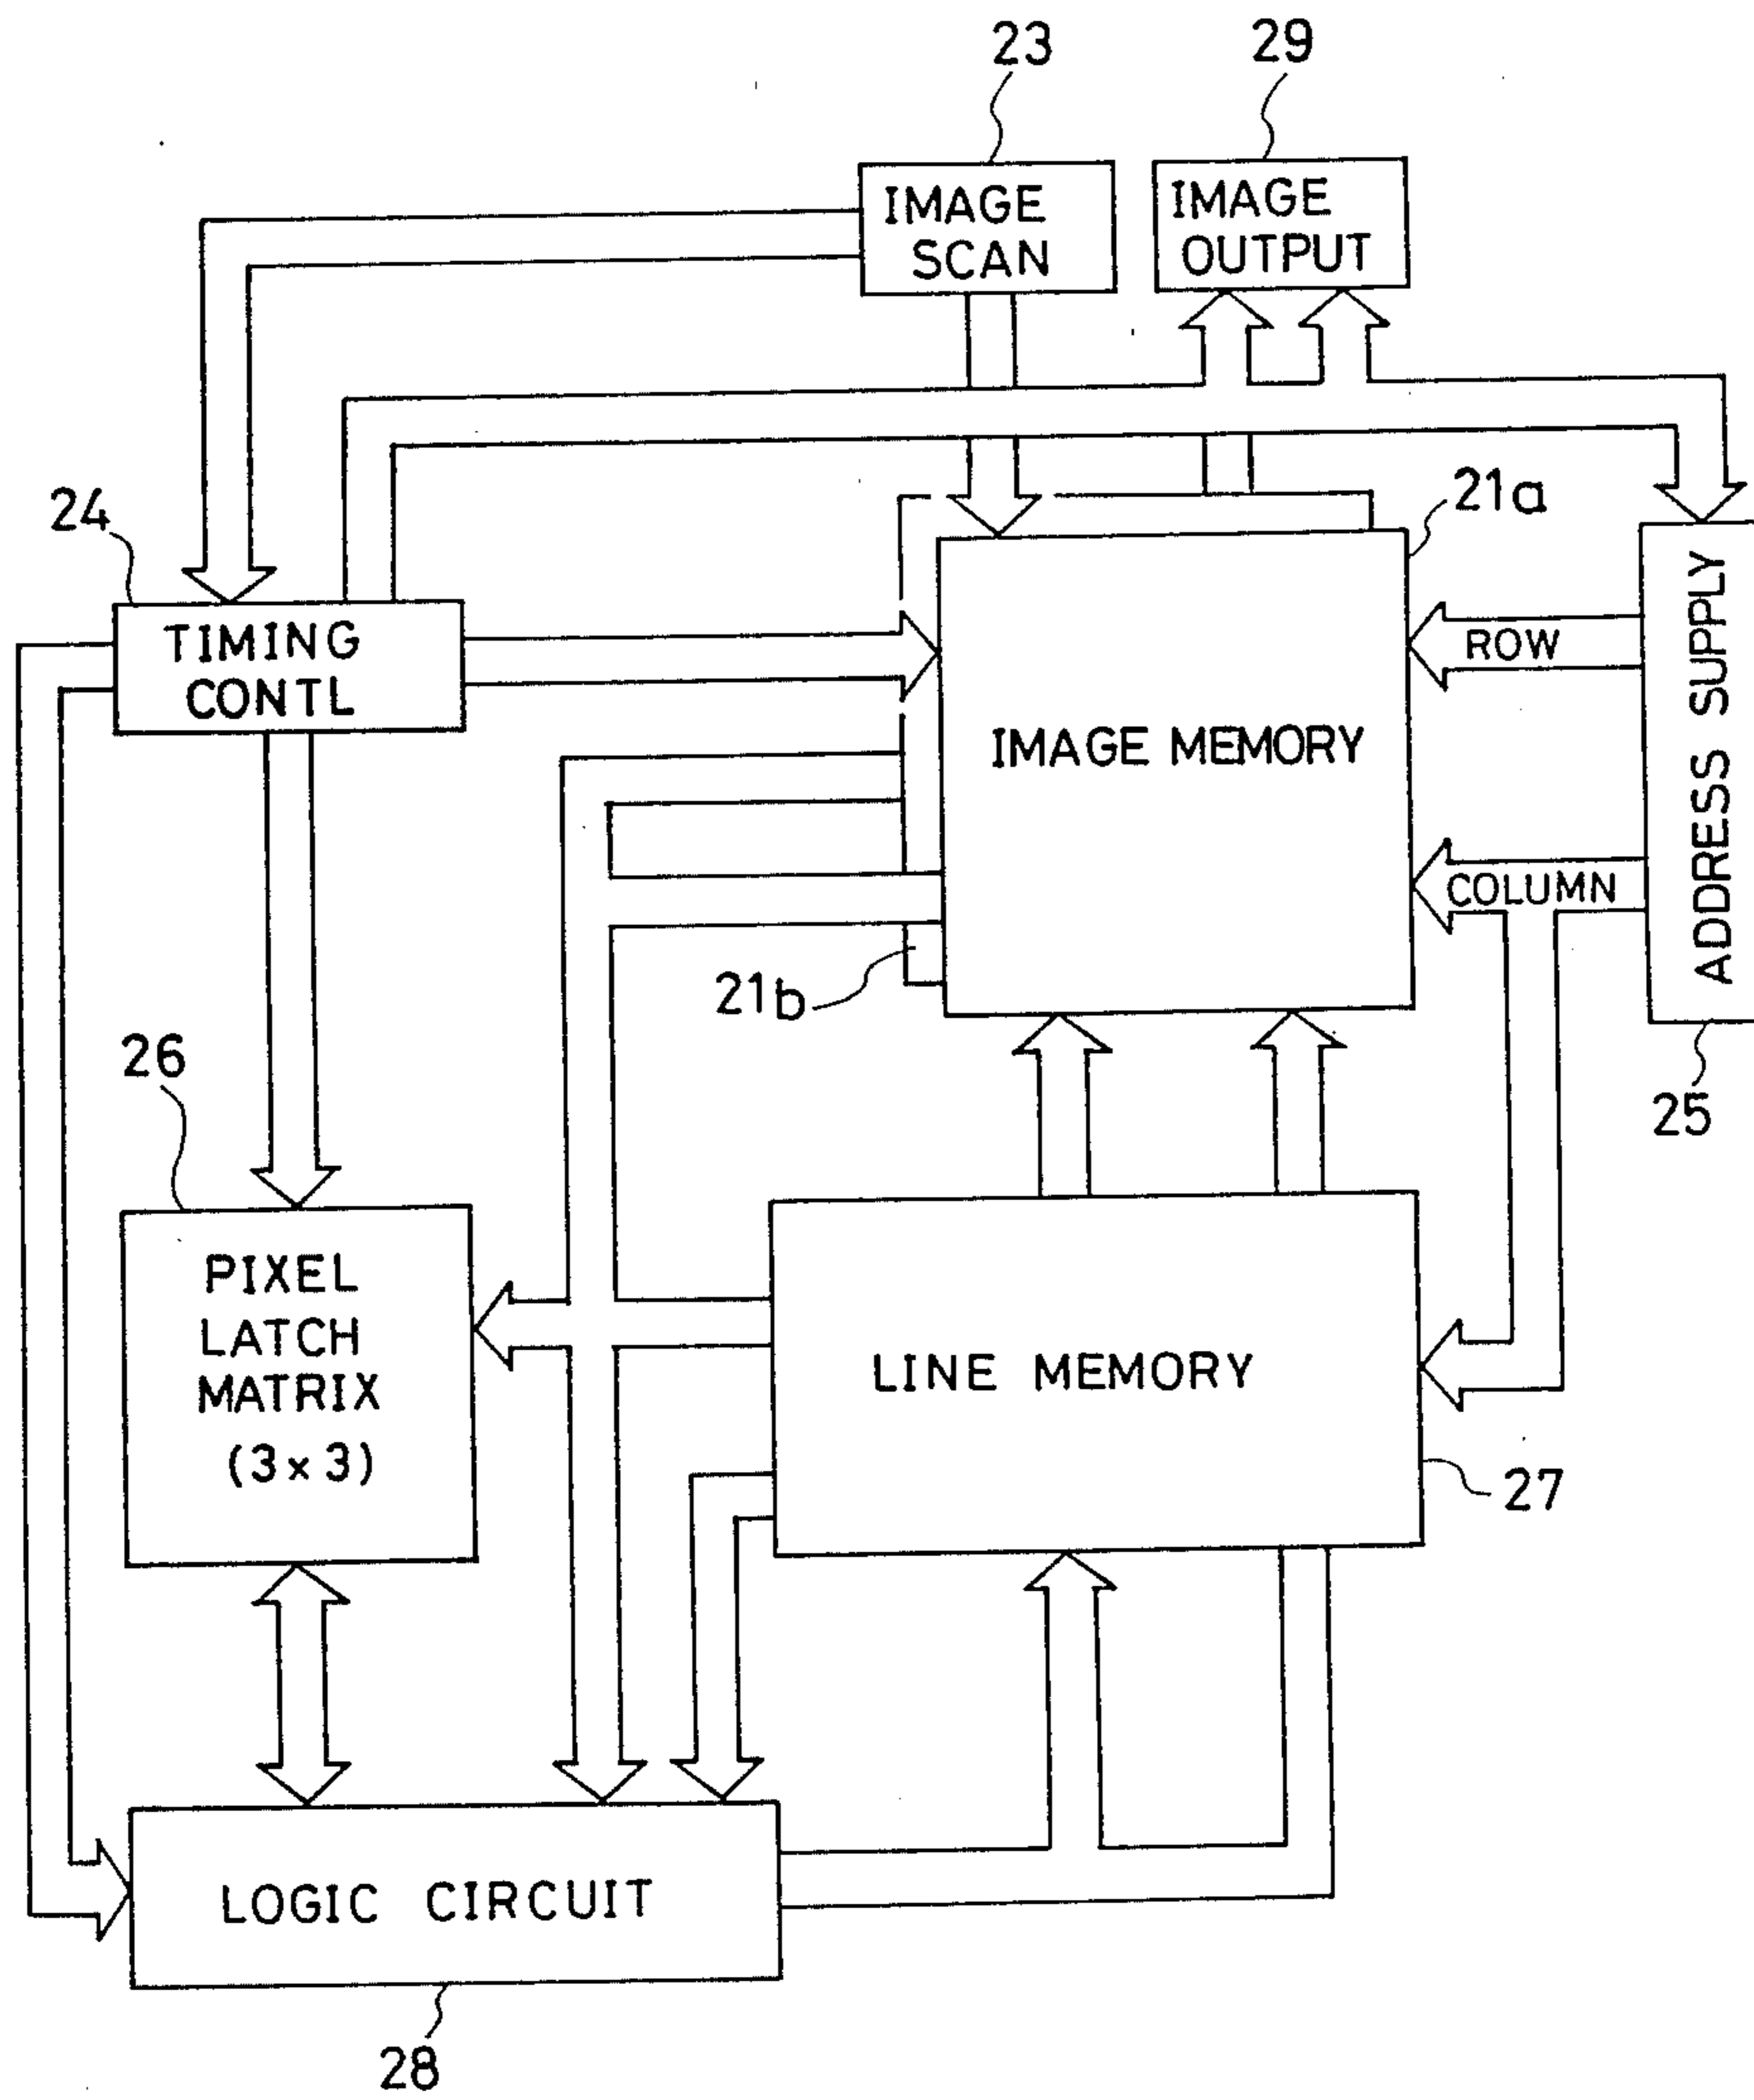 23
29
IMAGE
SCAN
IMAGE
OUTPUT
24
21a
TIMING
CONTL
ROW
IMAGE MEMORY
ADDRESS SUPPLY
COLUMN
21b
26
25
PIXEL
LATCH
MATRIX
(3×3)
LINE MEMORY
27
LOGIC CIRCUIT
28